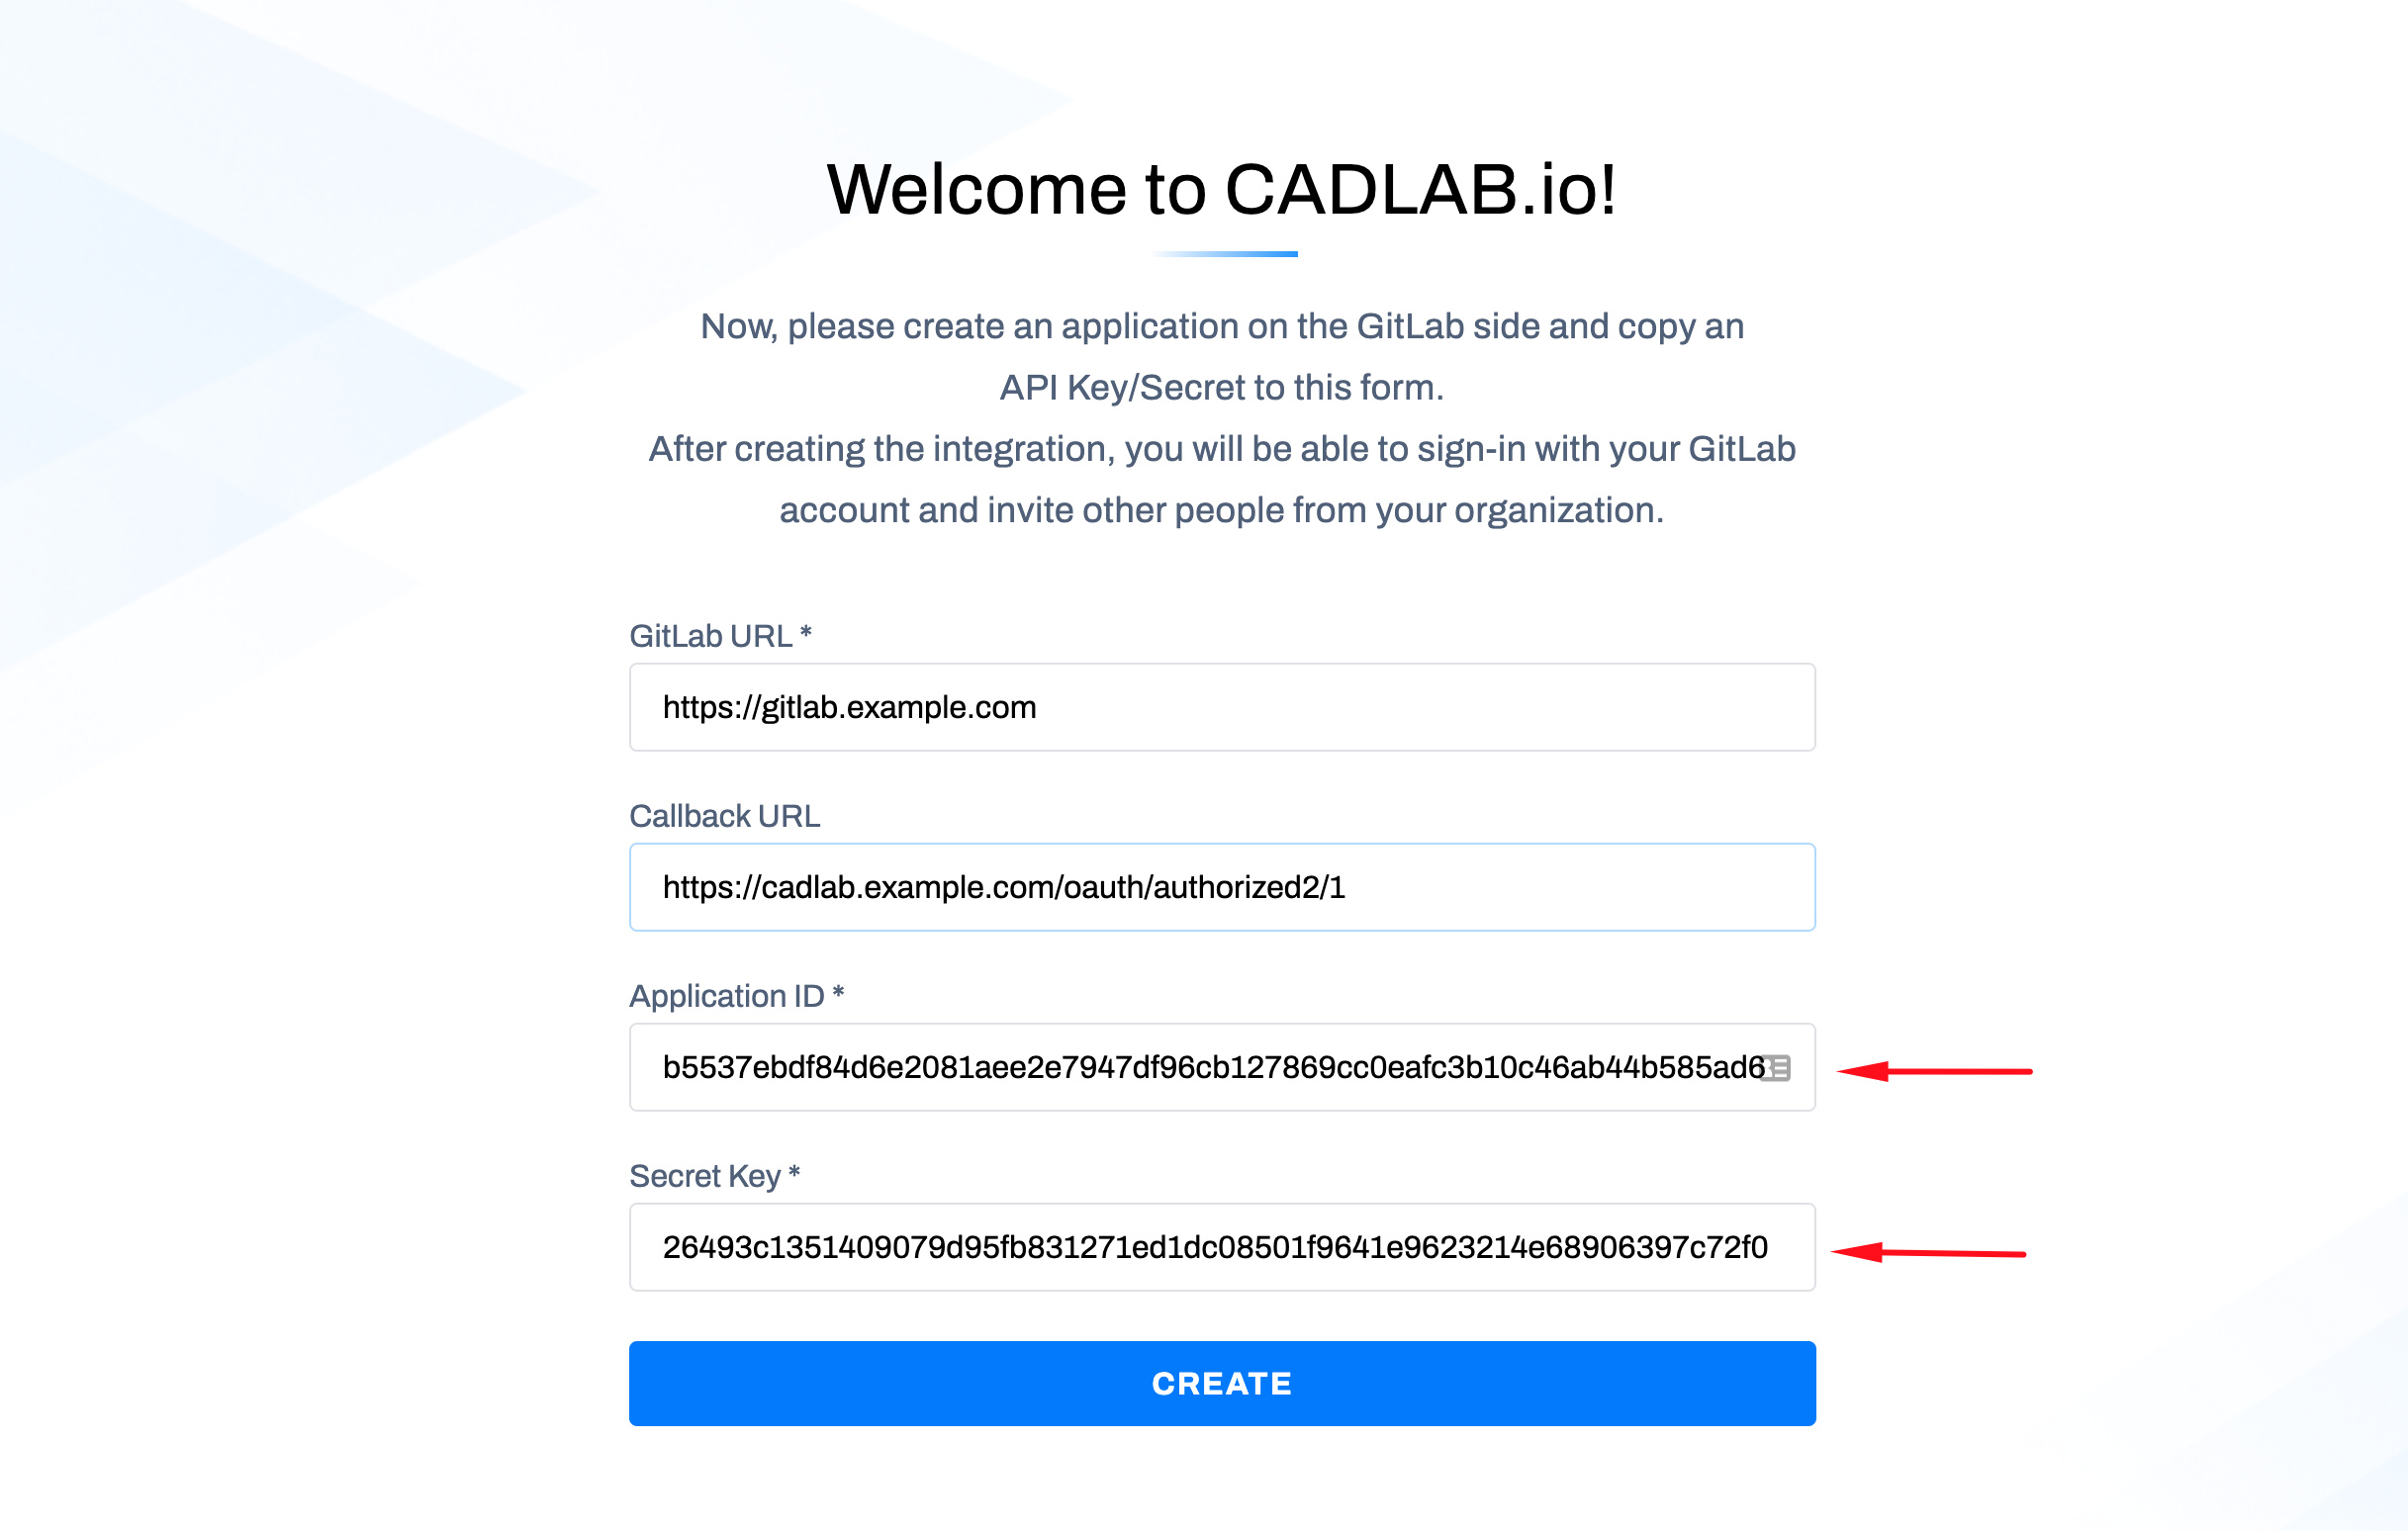 Welcome to CADLAB.io!
Now, please create an application on the GitLab side and copy an
API Key/Secret to this form.
After creating the integration, you will be able to sign-in with your GitLab
account and invite other people from your organization.
GitLab URL *
https://gitlab.example.com
Callback URL
https://cadlab.example.com/oauth/authorized2/1
Application ID *
b5537ebdf84d6e2081aee2e7947df96cb127869cc0eafc3b10c46ab44b585ad6
Secret Key *
26493c1351409079d95fb831271ed1dc08501f9641e9623214e68906397c72f0
CREATE